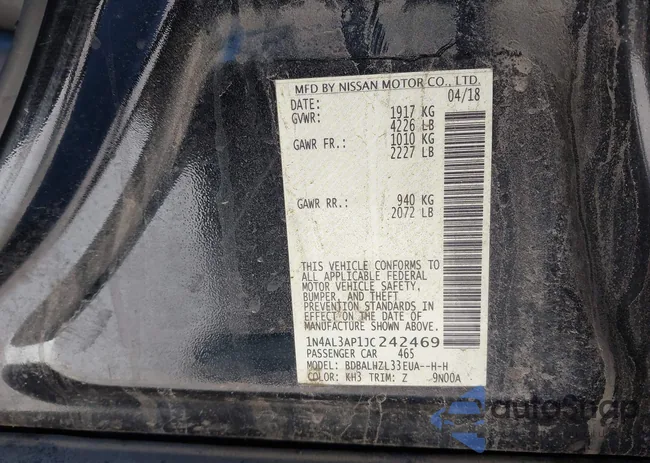 MFD BY NISSAN MOTOR CO., LTD.
DATE: 04/18
GVWR: 1917 KG
4226 LB
GAWR FR.: 1010 KG
2227 LB
GAWR RR.: 940 KG
2072 LB
THIS VEHICLE CONFORMS TO
ALL APPLICABLE FEDERAL
MOTOR VEHICLE SAFETY,
BUMPER, AND THEFT
PREVENTION STANDARDS IN
EFFECT ON THE DATE OF
MANUFACTURE SHOWN ABOVE.
1N4AL3AP1JC242469
PASSENGER CAR 465
MODEL: BDBALHZL33EUA--H-H
COLOR: KH3 TRIM: Z 9N00A
autosnap